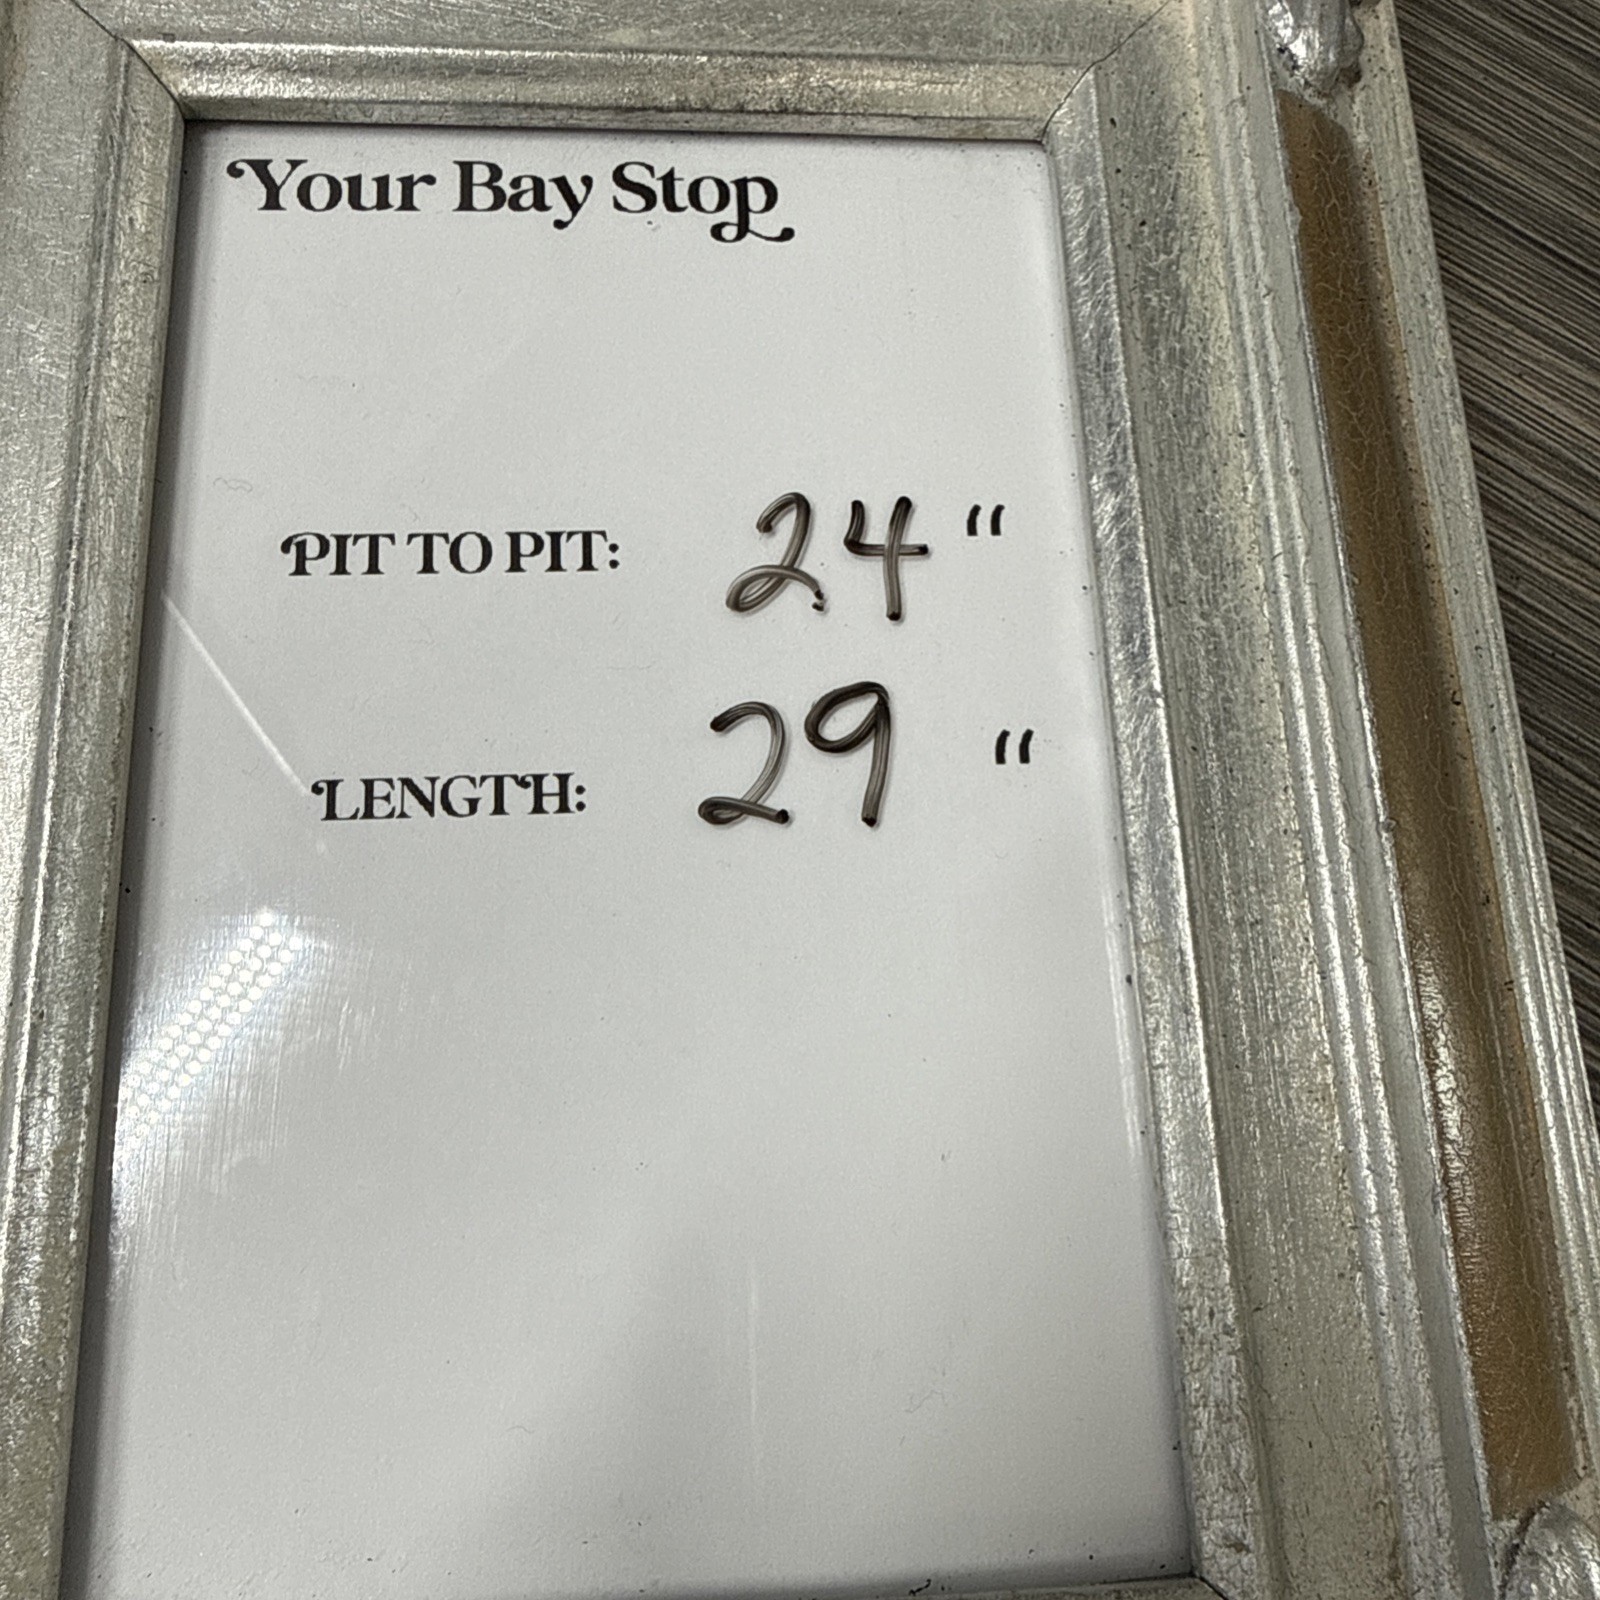 Your Bay Stop
PIT TO PIT: 24"
LENGTH: 29"